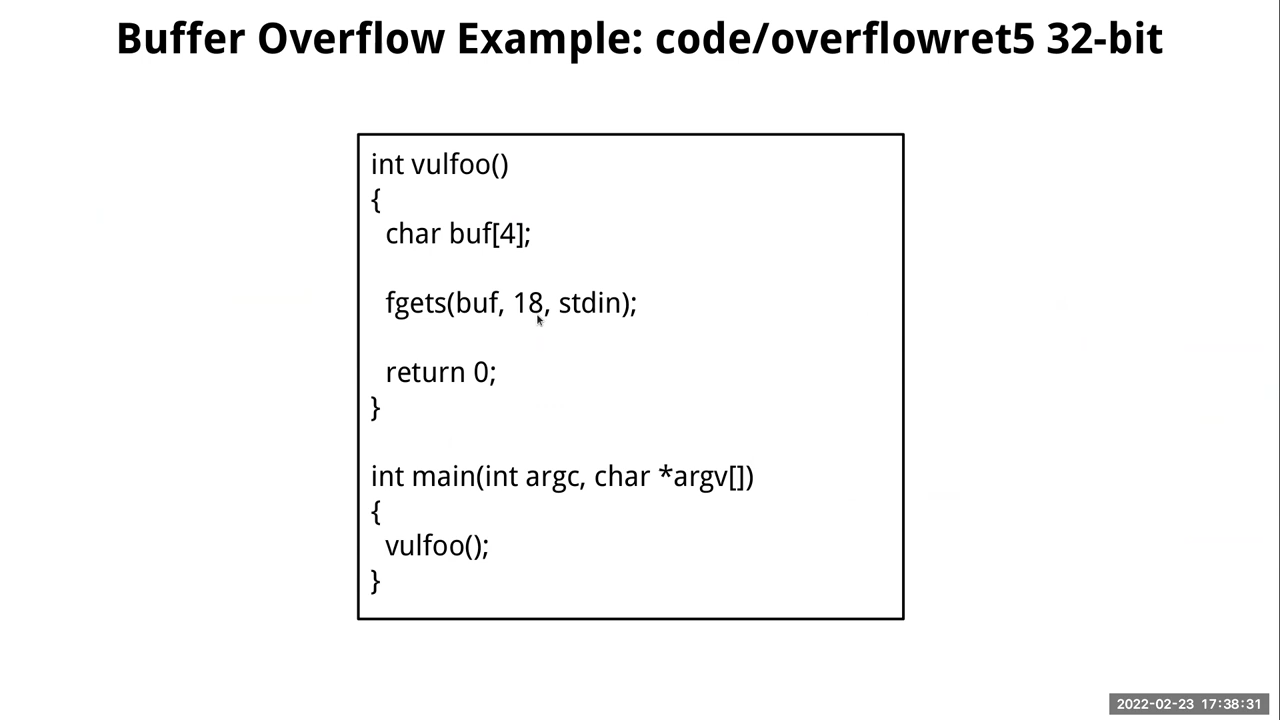 Buffer Overflow Example: code/overflowret5 32-bit
int vulfoo()
{
char buf[4];
fgets(buf, 18, stdin);
return 0;
}
int main(int argc, char *argv[])
{
vulfoo();
}
2022-02-23 17:38:31